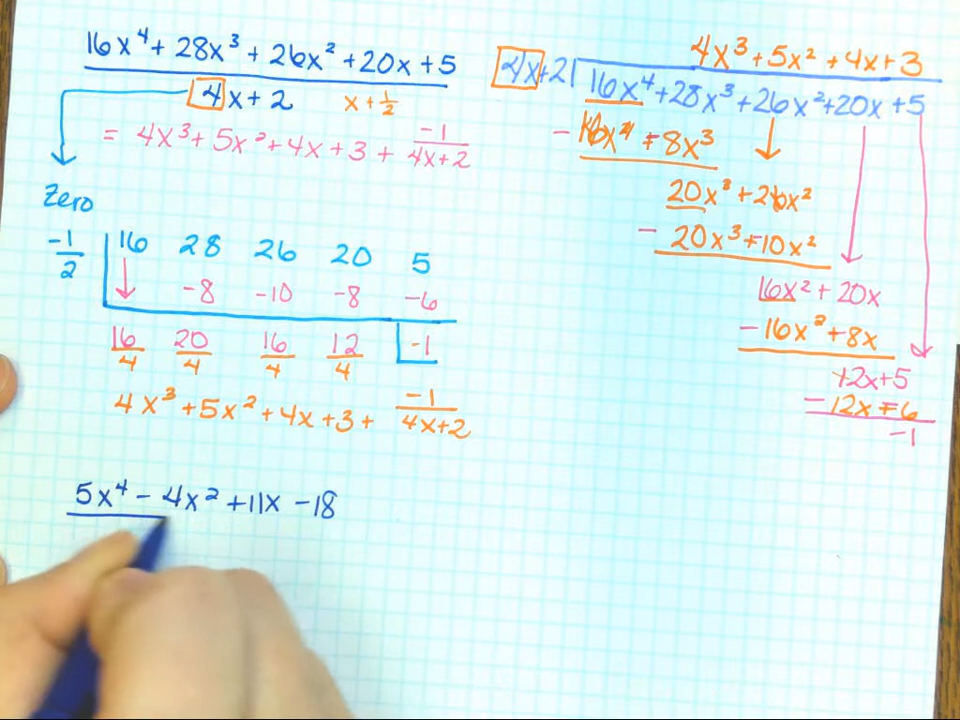 16x⁴ + 28x³ + 26x² + 20x + 5
4x + 2
x + 1/2
= 4x³ + 5x² + 4x + 3 + -1/(4x+2)
Zero
-1/2 | 16 28 26 20 5
↓ -8 -10 -8 -6
16/4 20/4 16/4 12/4 -1
4x³ + 5x² + 4x + 3 + -1/(4x+2)
5x⁴ - 4x² + 11x - 18
4x³ + 5x² + 4x + 3
4x+2 | 16x⁴ + 28x³ + 26x² + 20x + 5
- 16x⁴ + 8x³
20x³ + 26x²
- 20x³ + 10x²
16x² + 20x
- 16x² + 8x
12x + 5
- 12x + 6
-1